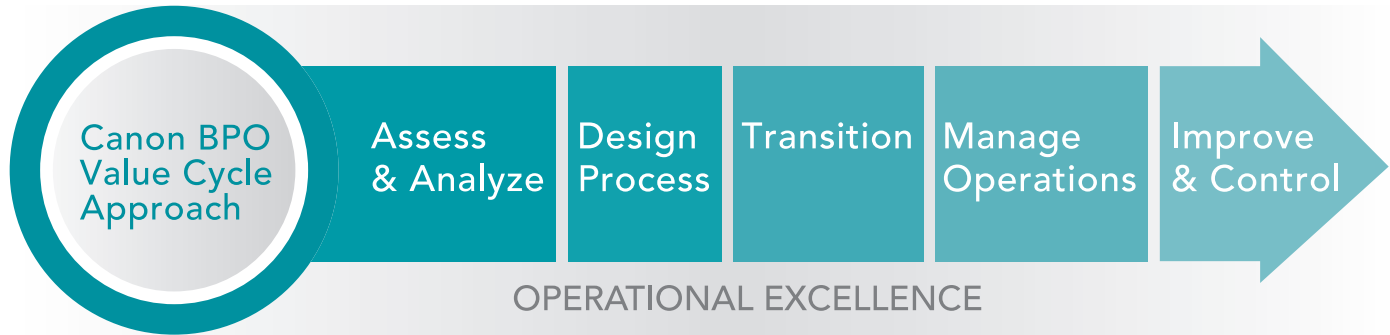 Canon BPO
Value Cycle
Approach
Assess
& Analyze
Design
Process
Transition
Manage
Operations
Improve
& Control
OPERATIONAL EXCELLENCE